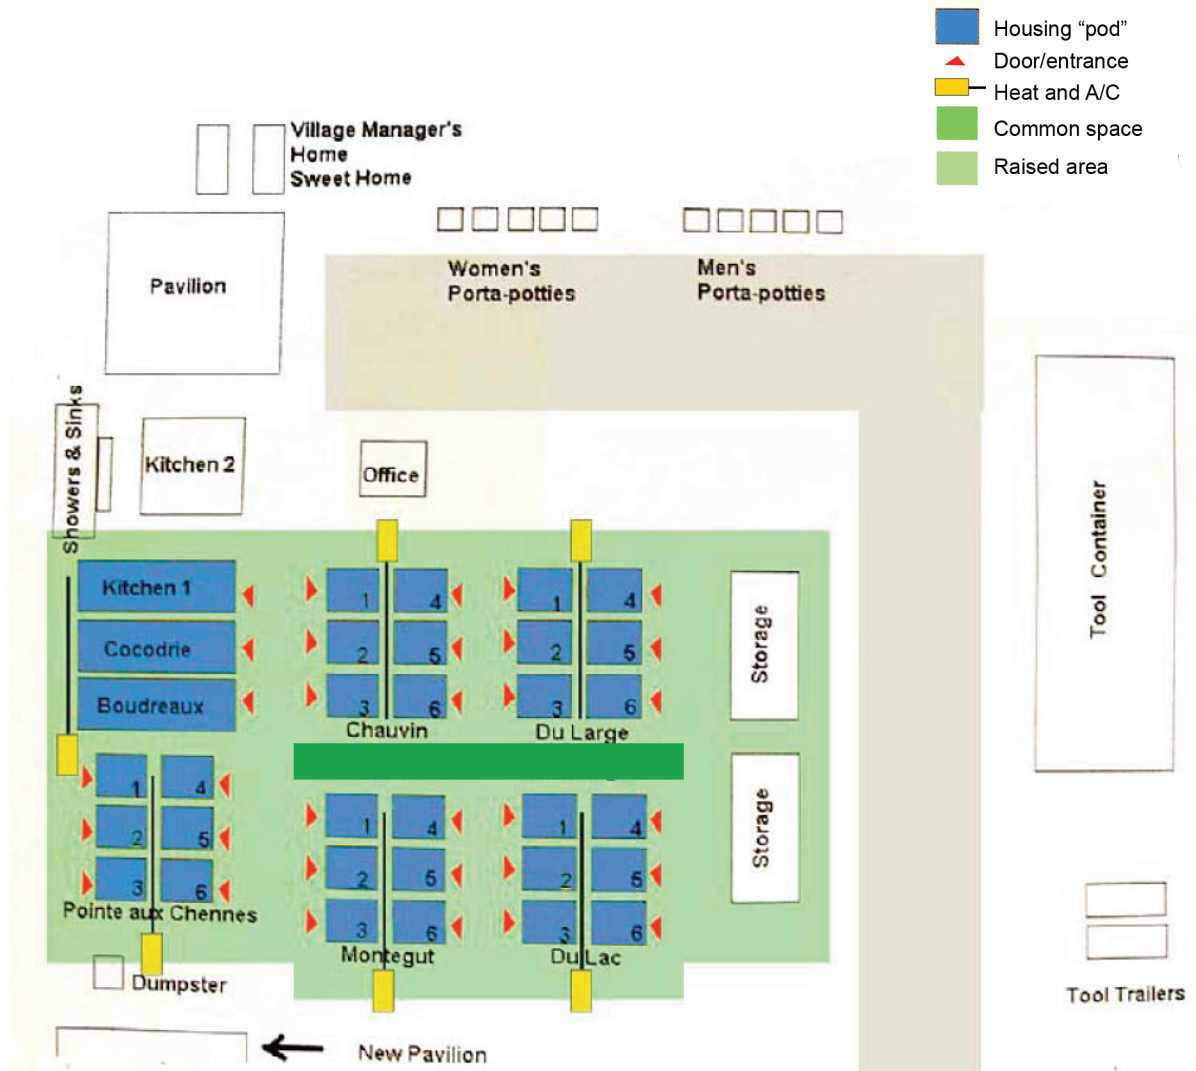 Housing “pod”
Door/entrance
Heat and A/C
Common space
Raised area
Village Manager's
Home
Sweet Home
Women's
Porta-potties
Men's
Porta-potties
Pavilion
Showers & Sinks
Kitchen 2
Office
Tool Container
Kitchen 1
Cocodrie
Boudreaux
1 4
2 5
3 6
Chauvin
1 4
2 5
3 6
Du Large
Storage
1 4
2 5
3 6
Pointe aux Chennes
1 4
2 5
3 6
Montegut
1 4
2 5
3 6
Du Lac
Storage
Dumpster
Tool Trailers
New Pavilion